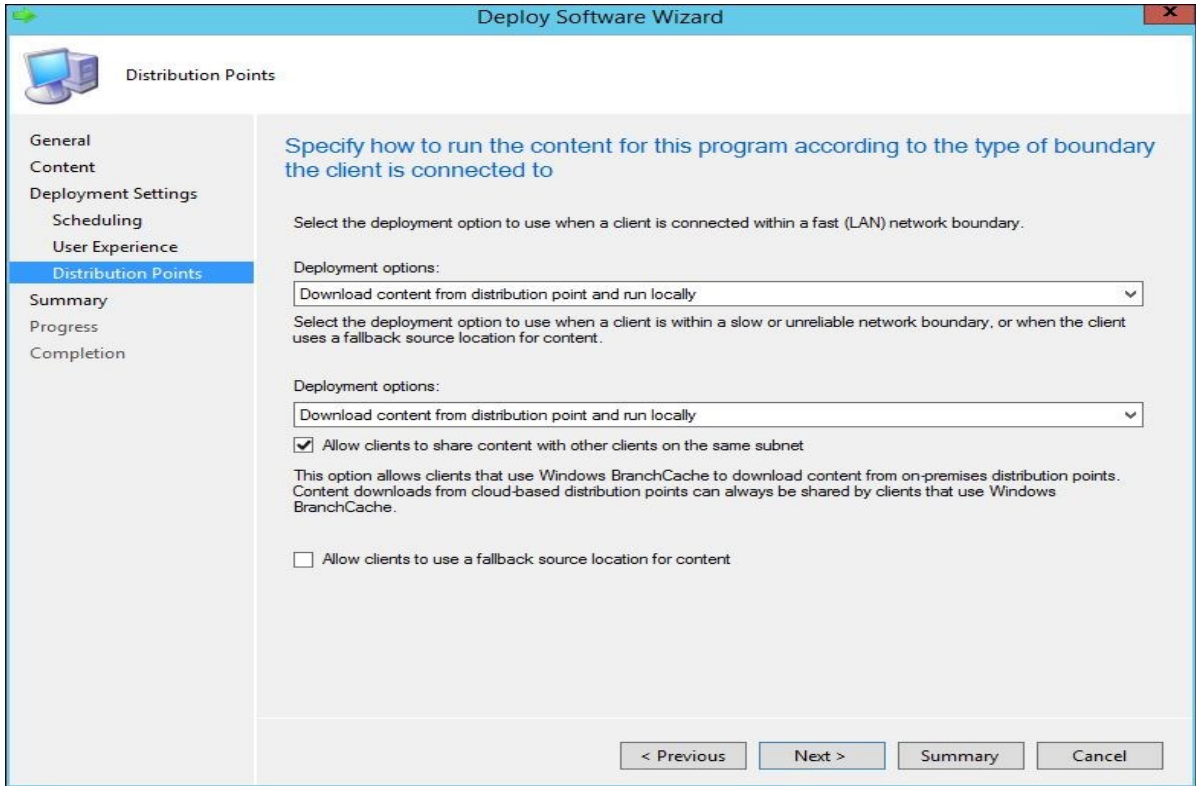 Deploy Software Wizard
x
Distribution Points
General
Content
Deployment Settings
Scheduling
User Experience
Distribution Points
Summary
Progress
Completion
Specify how to run the content for this program according to the type of boundary
the client is connected to
Select the deployment option to use when a client is connected within a fast (LAN) network boundary.
Deployment options:
Download content from distribution point and run locally
Select the deployment option to use when a client is within a slow or unreliable network boundary, or when the client
uses a fallback source location for content.
Deployment options:
Download content from distribution point and run locally
Allow clients to share content with other clients on the same subnet
This option allows clients that use Windows BranchCache to download content from on-premises distribution points.
Content downloads from cloud-based distribution points can always be shared by clients that use Windows
BranchCache.
Allow clients to use a fallback source location for content
< Previous
Next >
Summary
Cancel